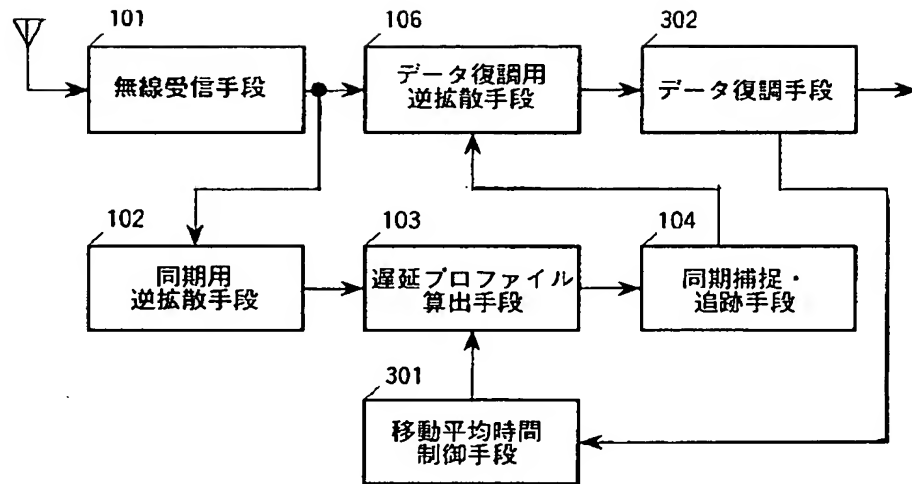 101
無線受信手段
106
データ復調用
逆拡散手段
302
データ復調手段
102
同期用
逆拡散手段
103
遅延プロファイル
算出手段
104
同期捕捉・
追跡手段
301
移動平均時間
制御手段